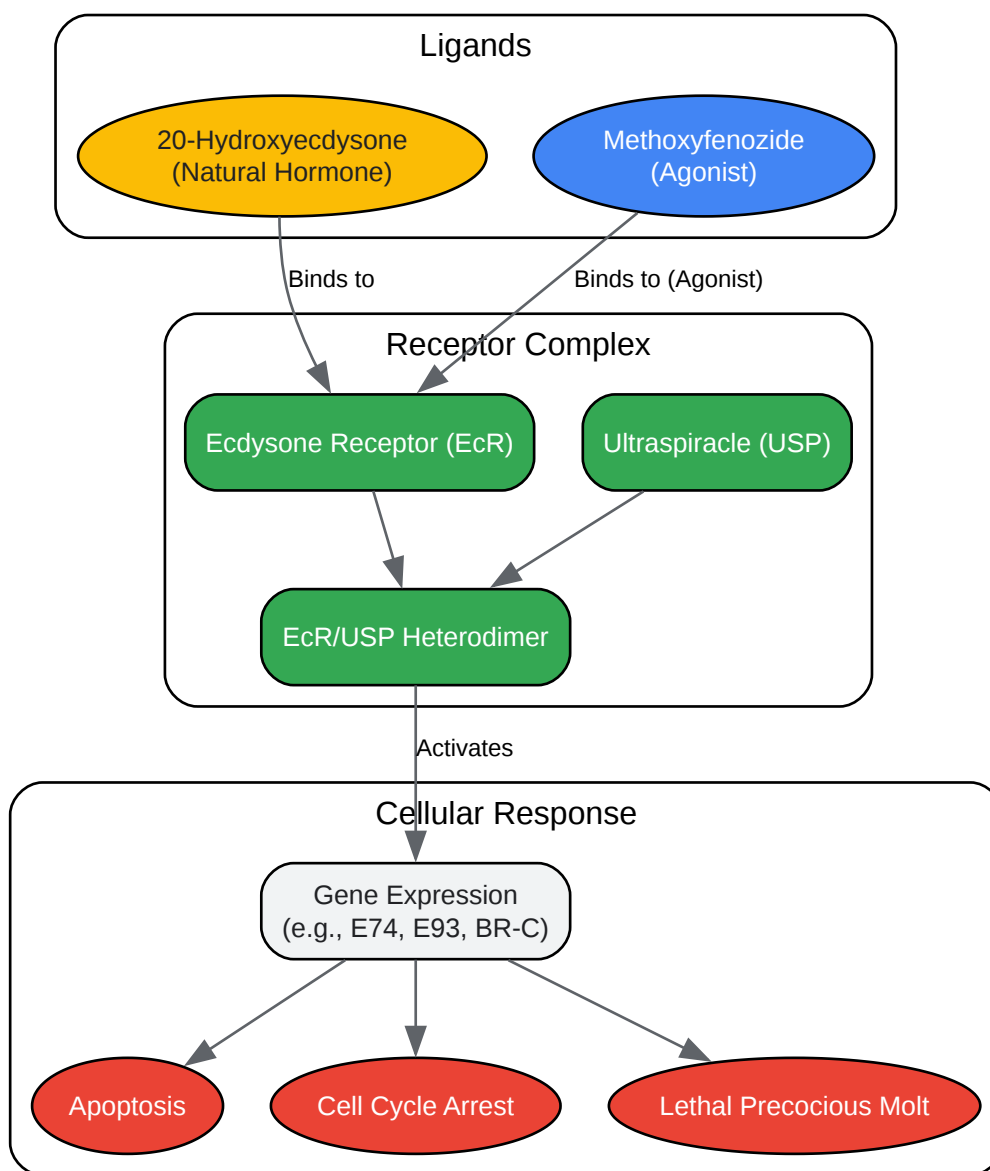 Ligands
20-Hydroxyecdysone
(Natural Hormone)
Methoxyfenozide
(Agonist)
Binds to
Binds to (Agonist)
Receptor Complex
Ecdysone Receptor (EcR)
Ultraspiracle (USP)
EcR/USP Heterodimer
Activates
Cellular Response
Gene Expression
(e.g., E74, E93, BR-C)
Apoptosis
Cell Cycle Arrest
Lethal Precocious Molt